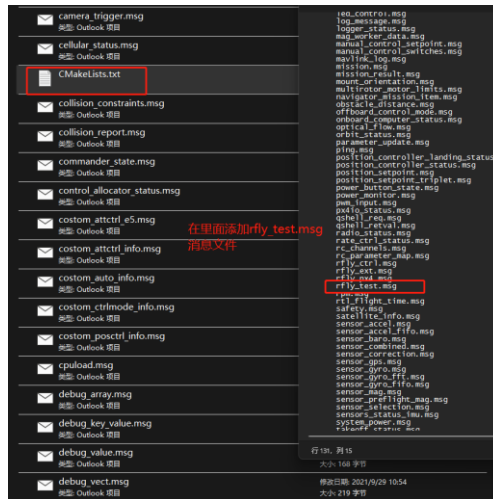 camera_trigger.msg
类型: Outlook 项目
cellular_status.msg
类型: Outlook 项目
CMakeLists.txt
collision_constraints.msg
类型: Outlook 项目
collision_report.msg
类型: Outlook 项目
commander_state.msg
类型: Outlook 项目
control_allocator_status.msg
类型: Outlook 项目
costom_attctrl_e5.msg
类型: Outlook 项目
costom_attctrl_info.msg
类型: Outlook 项目
costom_auto_info.msg
类型: Outlook 项目
costom_ctrlmode_info.msg
类型: Outlook 项目
costom_posctrl_info.msg
类型: Outlook 项目
cpuload.msg
类型: Outlook 项目
debug_array.msg
类型: Outlook 项目
debug_key_value.msg
类型: Outlook 项目
debug_value.msg
类型: Outlook 项目
debug_vect.msg
类型: Outlook 项目
在里面添加rfly_test.msg
消息文件
led_control.msg
log_message.msg
logger_status.msg
mag_worker_data.msg
manual_control_setpoint.msg
manual_control_switches.msg
mavlink_log.msg
mission.msg
mission_result.msg
mount_orientation.msg
multirotor_motor_limits.msg
navigator_mission_item.msg
obstacle_distance.msg
offboard_control_mode.msg
onboard_computer_status.msg
optical_flow.msg
orbit_status.msg
parameter_update.msg
ping.msg
position_controller_landing_status
position_controller_status.msg
position_setpoint.msg
position_setpoint_triplet.msg
power_button_state.msg
power_monitor.msg
pwm_input.msg
px4io_status.msg
qshell_req.msg
qshell_retval.msg
radio_status.msg
rate_ctrl_status.msg
rc_channels.msg
rc_parameter_map.msg
rfly_ctrl.msg
rfly_ext.msg
rfly_px4.msg
rfly_test.msg
rpm.msg
rtl_flight_time.msg
safety.msg
satellite_info.msg
sensor_accel.msg
sensor_accel_fifo.msg
sensor_baro.msg
sensor_combined.msg
sensor_correction.msg
sensor_gps.msg
sensor_gyro.msg
sensor_gyro_fft.msg
sensor_gyro_fifo.msg
sensor_mag.msg
sensor_preflight_mag.msg
sensor_selection.msg
sensors_status_imu.msg
system_power.msg
takeoff_status.msg
行 131, 列 15
大小: 168 字节
修改日期: 2021/9/29 10:54
大小: 219 字节